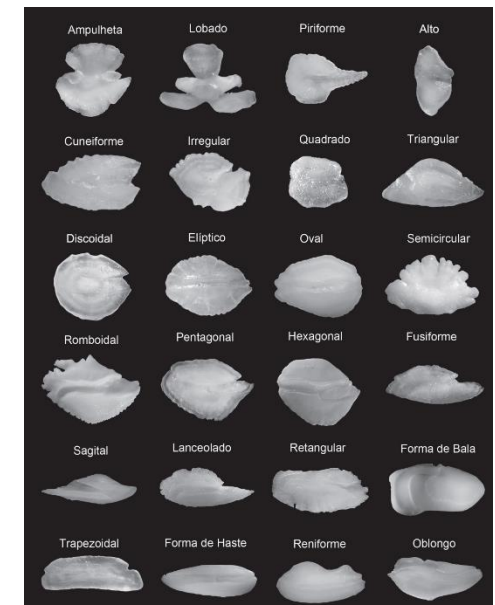 Ampulheta Lobado Piriforme Alto
Cuneiforme Irregular Quadrado Triangular
Discoidal Elíptico Oval Semicircular
Romboidal Pentagonal Hexagonal Fusiforme
Sagital Lanceolado Retangular Forma de Bala
Trapezoidal Forma de Haste Reniforme Oblongo